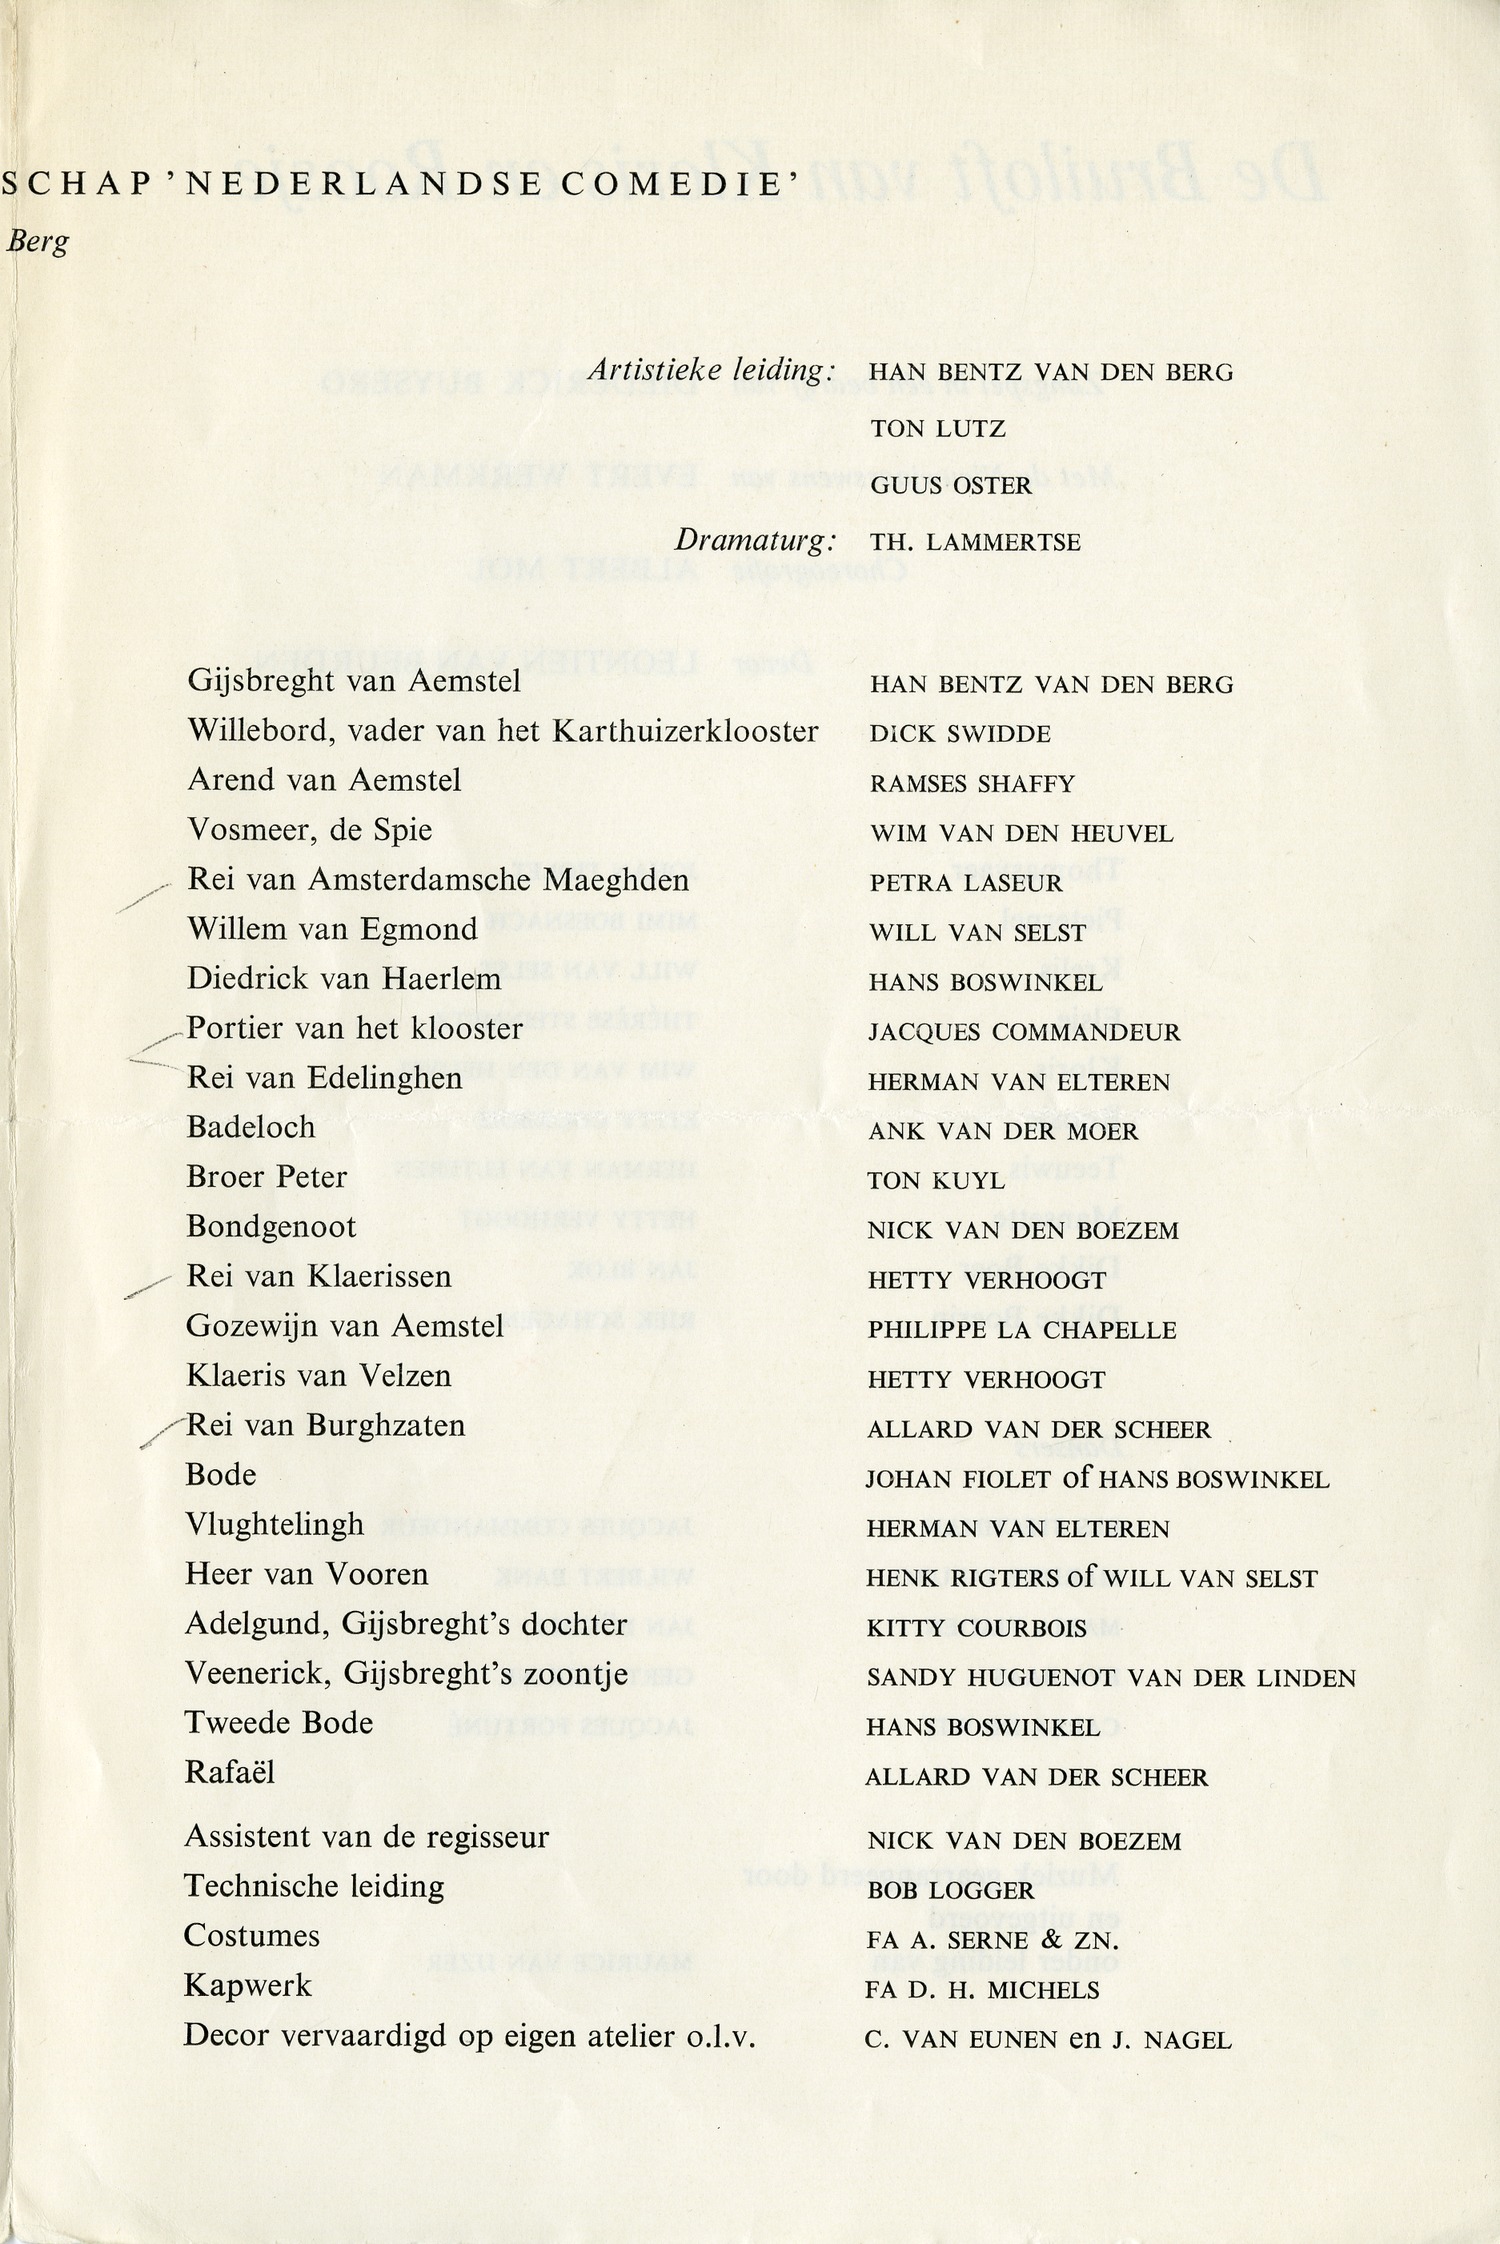 SCHAP 'NEDERLANDSE COMEDIE'
Berg
Artistieke leiding: HAN BENTZ VAN DEN BERG
TON LUTZ
GUUS OSTER
Dramaturg: TH. LAMMERTSE
Gijsbreght van Aemstel HAN BENTZ VAN DEN BERG
Willebord, vader van het Karthuizerklooster DICK SWIDDE
Arend van Aemstel RAMSES SHAFFY
Vosmeer, de Spie WIM VAN DEN HEUVEL
Rei van Amsterdamsche Maeghden PETRA LASEUR
Willem van Egmond WILL VAN SELST
Diedrick van Haerlem HANS BOSWINKEL
Portier van het klooster JACQUES COMMANDEUR
Rei van Edelinghen HERMAN VAN ELTEREN
Badeloch ANK VAN DER MOER
Broer Peter TON KUYL
Bondgenoot NICK VAN DEN BOEZEM
Rei van Klaerissen HETTY VERHOOGT
Gozewijn van Aemstel PHILIPPE LA CHAPELLE
Klaeris van Velzen HETTY VERHOOGT
Rei van Burghzaten ALLARD VAN DER SCHEER
Bode JOHAN FIOLET of HANS BOSWINKEL
Vlughtelingh HERMAN VAN ELTEREN
Heer van Vooren HENK RIGTERS of WILL VAN SELST
Adelgund, Gijsbreght's dochter KITTY COURBOIS
Veenerick, Gijsbreght's zoontje SANDY HUGUENOT VAN DER LINDEN
Tweede Bode HANS BOSWINKEL
Rafaël ALLARD VAN DER SCHEER
Assistent van de regisseur NICK VAN DEN BOEZEM
Technische leiding BOB LOGGER
Costumes FA A. SERNE & ZN.
Kapwerk FA D. H. MICHELS
Decor vervaardigd op eigen atelier o.l.v. C. VAN EUNEN en J. NAGEL